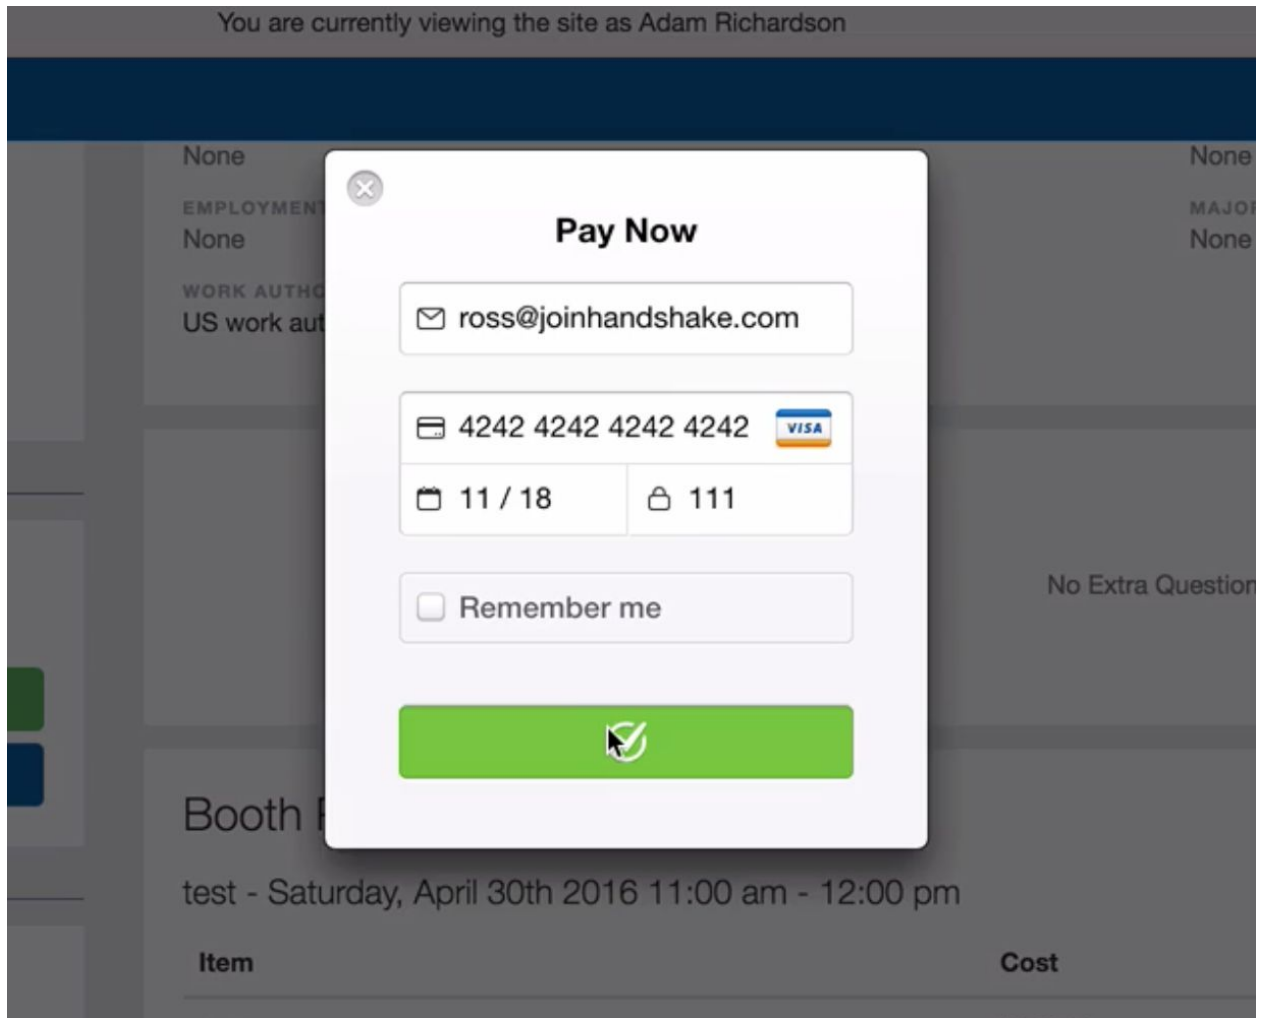 You are currently viewing the site as Adam Richardson
None
None
EMPLOYMENT
MAJOR
None
None
WORK AUTHO
US work aut
Pay Now
ross@joinhandshake.com
4242 4242 4242 4242 VISA
11 / 18 111
Remember me
No Extra Question
Booth
test - Saturday, April 30th 2016 11:00 am - 12:00 pm
Item Cost